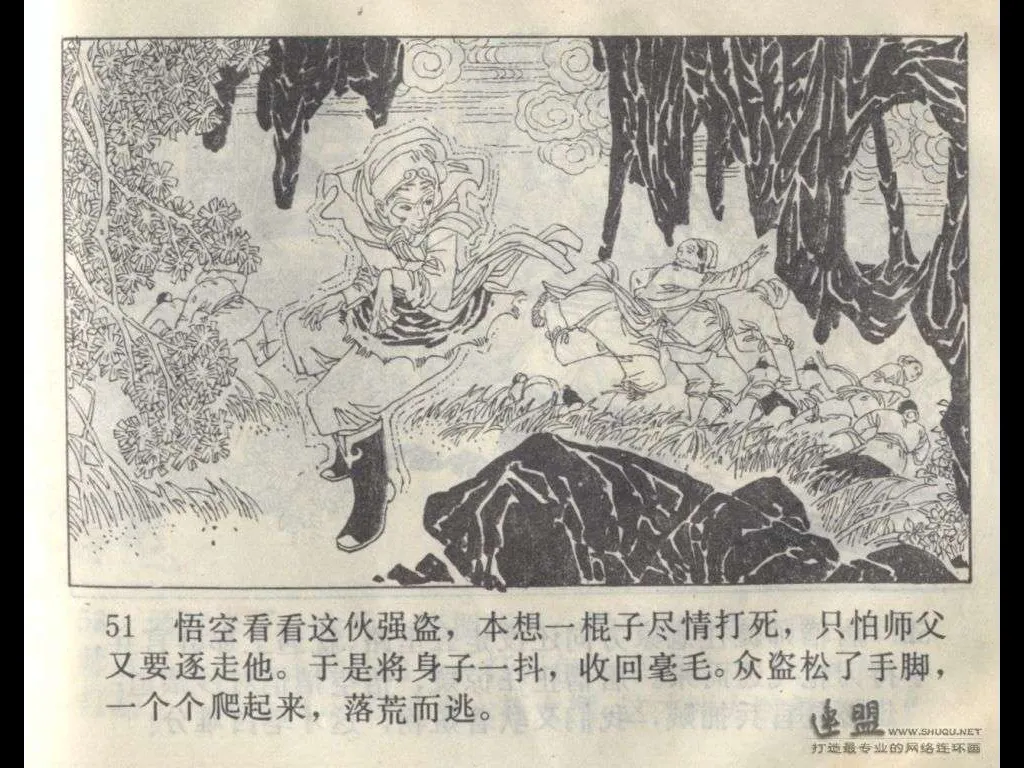 51 悟空看看这伙强盗，本想一棍子尽情打死，只怕师父
又要逐走他。于是将身子一抖，收回毫毛。众盗松了手脚，
一个个爬起来，落荒而逃。
连盟 WWW.SHUQU.NET
打造最专业的网络连环画